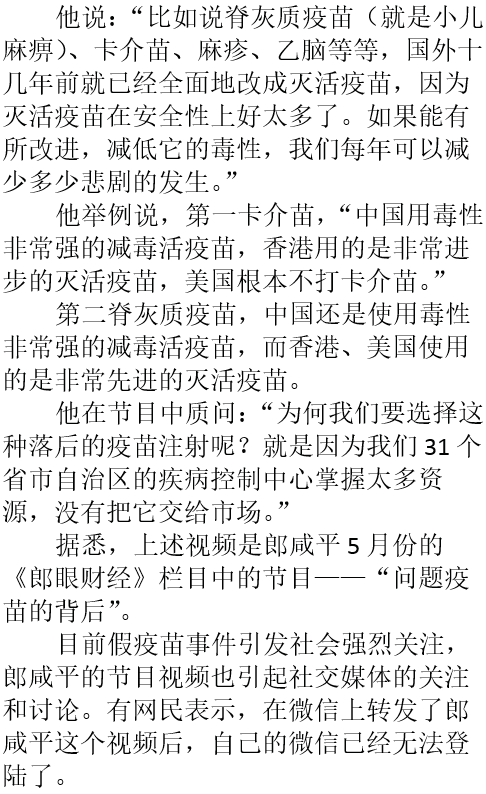 他说：“比如说脊灰质疫苗（就是小儿
麻痹）、卡介苗、麻疹、乙脑等等，国外十
几年前就已经全面地改成灭活疫苗，因为
灭活疫苗在安全性上好太多了。如果能有
所改进，减低它的毒性，我们每年可以减
少多少悲剧的发生。”
他举例说，第一卡介苗，“中国用毒性
非常强的减毒活疫苗，香港用的是非常进
步的灭活疫苗，美国根本不打卡介苗。”
第二脊灰质疫苗，中国还是使用毒性
非常强的减毒活疫苗，而香港、美国使用
的是非常先进的灭活疫苗。
他在节目中质问：“为何我们要选择这
种落后的疫苗注射呢？就是因为我们 31 个
省市自治区的疾病控制中心掌握太多资
源，没有把它交给市场。”
据悉，上述视频是郎咸平 5 月份的
《郎眼财经》栏目中的节目——“问题疫
苗的背后”。
目前假疫苗事件引发社会强烈关注，
郎咸平的节目视频也引起社交媒体的关注
和讨论。有网民表示，在微信上转发了郎
咸平这个视频后，自己的微信已经无法登
陆了。